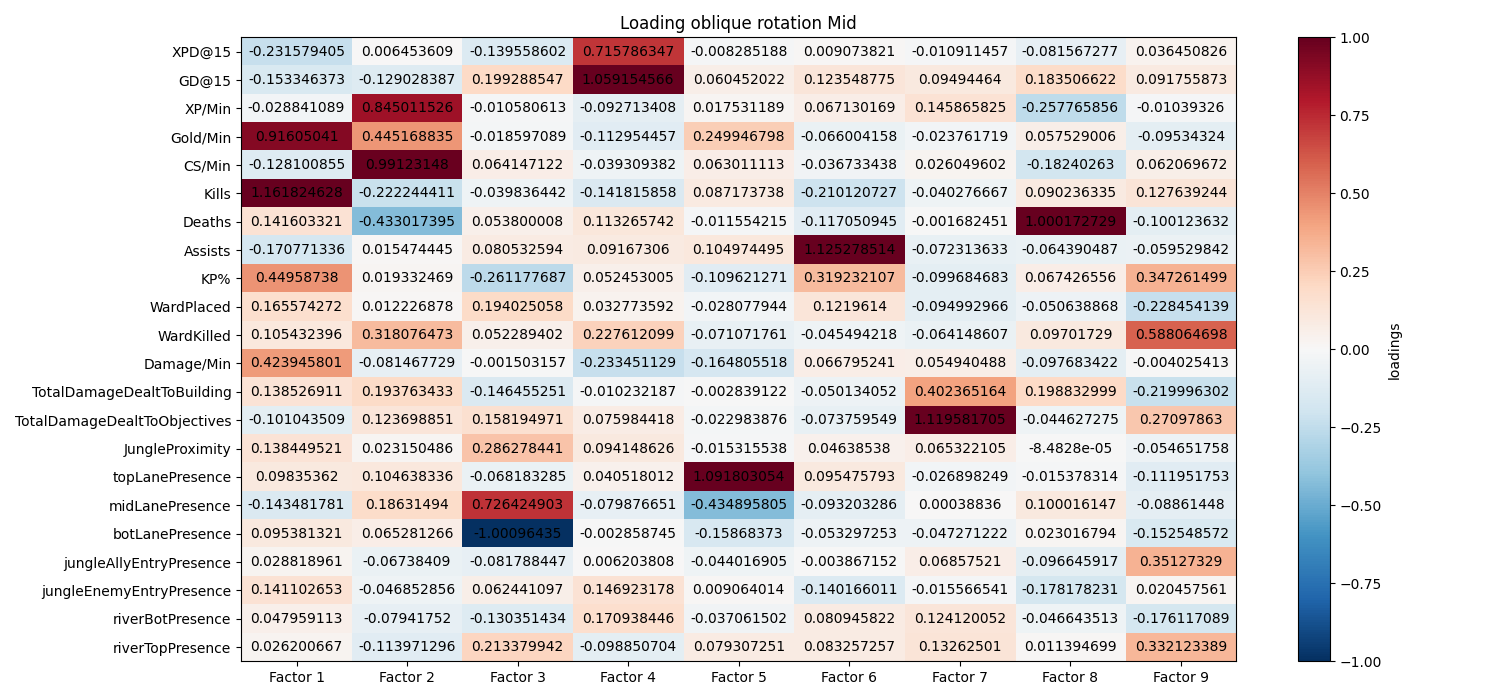 Loading oblique rotation Mid
XPD@15 -0.231579405 0.006453609 -0.139558602 0.715786347 -0.008285188 0.009073821 -0.010911457 -0.081567277 0.036450826
GD@15 -0.153346373 -0.129028387 0.199288547 1.059154566 0.060452022 0.123548775 0.09494464 0.183506622 0.091755873
XP/Min -0.028841089 0.845011526 -0.010580613 -0.092713408 0.017531189 0.067130169 0.145865825 -0.257765856 -0.01039326
Gold/Min 0.91605041 0.445168835 -0.018597089 -0.112954457 0.249946798 -0.066004158 -0.023761719 0.057529006 -0.09534324
CS/Min -0.128100855 0.99123148 0.064147122 -0.039309382 0.063011113 -0.036733438 0.026049602 -0.18240263 0.062069672
Kills 1.161824628 -0.222244411 -0.039836442 -0.141815858 0.087173738 -0.210120727 -0.040276667 0.090236335 0.127639244
Deaths 0.141603321 -0.433017395 0.053800008 0.113265742 -0.011554215 -0.117050945 -0.001682451 1.000172729 -0.100123632
Assists -0.170771336 0.015474445 0.080532594 0.09167306 0.104974495 1.125278514 -0.072313633 -0.064390487 -0.059529842
KP% 0.44958738 0.019332469 -0.261177687 0.052453005 -0.109621271 0.319232107 -0.099684683 0.067426556 0.347261499
WardPlaced 0.165574272 0.012226878 0.194025058 0.032773592 -0.028077944 0.1219614 -0.094992966 -0.050638868 -0.228454139
WardKilled 0.105432396 0.318076473 0.052289402 0.227612099 -0.071071761 -0.045494218 -0.064148607 0.09701729 0.588064698
Damage/Min 0.423945801 -0.081467729 -0.001503157 -0.233451129 -0.164805518 0.066795241 0.054940488 -0.097683422 -0.004025413
TotalDamageDealtToBuilding 0.138526911 0.193763433 -0.146455251 -0.010232187 -0.002839122 -0.050134052 0.402365164 0.198832999 -0.219996302
TotalDamageDealtToObjectives -0.101043509 0.123698851 0.158194971 0.075984418 -0.022983876 -0.073759549 1.119581705 -0.044627275 0.27097863
JungleProximity 0.138449521 0.023150486 0.286278441 0.094148626 -0.015315538 0.04638538 0.065322105 -8.4828e-05 -0.054651758
topLanePresence 0.09835362 0.104638336 -0.068183285 0.040518012 1.091803054 0.095475793 -0.026898249 -0.015378314 -0.111951753
midLanePresence -0.143481781 0.18631494 0.726424903 -0.079876651 -0.434895805 -0.093203286 0.00038836 0.100016147 -0.08861448
botLanePresence 0.095381321 0.065281266 -1.00096435 -0.002858745 -0.15868373 -0.053297253 -0.047271222 0.023016794 -0.152548572
jungleAllyEntryPresence 0.028818961 -0.06738409 -0.081788447 0.006203808 -0.044016905 -0.003867152 0.06857521 -0.096645917 0.35127329
jungleEnemyEntryPresence 0.141102653 -0.046852856 0.062441097 0.146923178 0.009064014 -0.140166011 -0.015566541 -0.178178231 0.020457561
riverBotPresence 0.047959113 -0.07941752 -0.130351434 0.170938446 -0.037061502 0.080945822 0.124120052 -0.046643513 -0.176117089
riverTopPresence 0.026200667 -0.113971296 0.213379942 -0.098850704 0.079307251 0.083257257 0.13262501 0.011394699 0.332123389
Factor 1 Factor 2 Factor 3 Factor 4 Factor 5 Factor 6 Factor 7 Factor 8 Factor 9
1.00
0.75
0.50
0.25
0.00
−0.25
−0.50
−0.75
−1.00
loadings